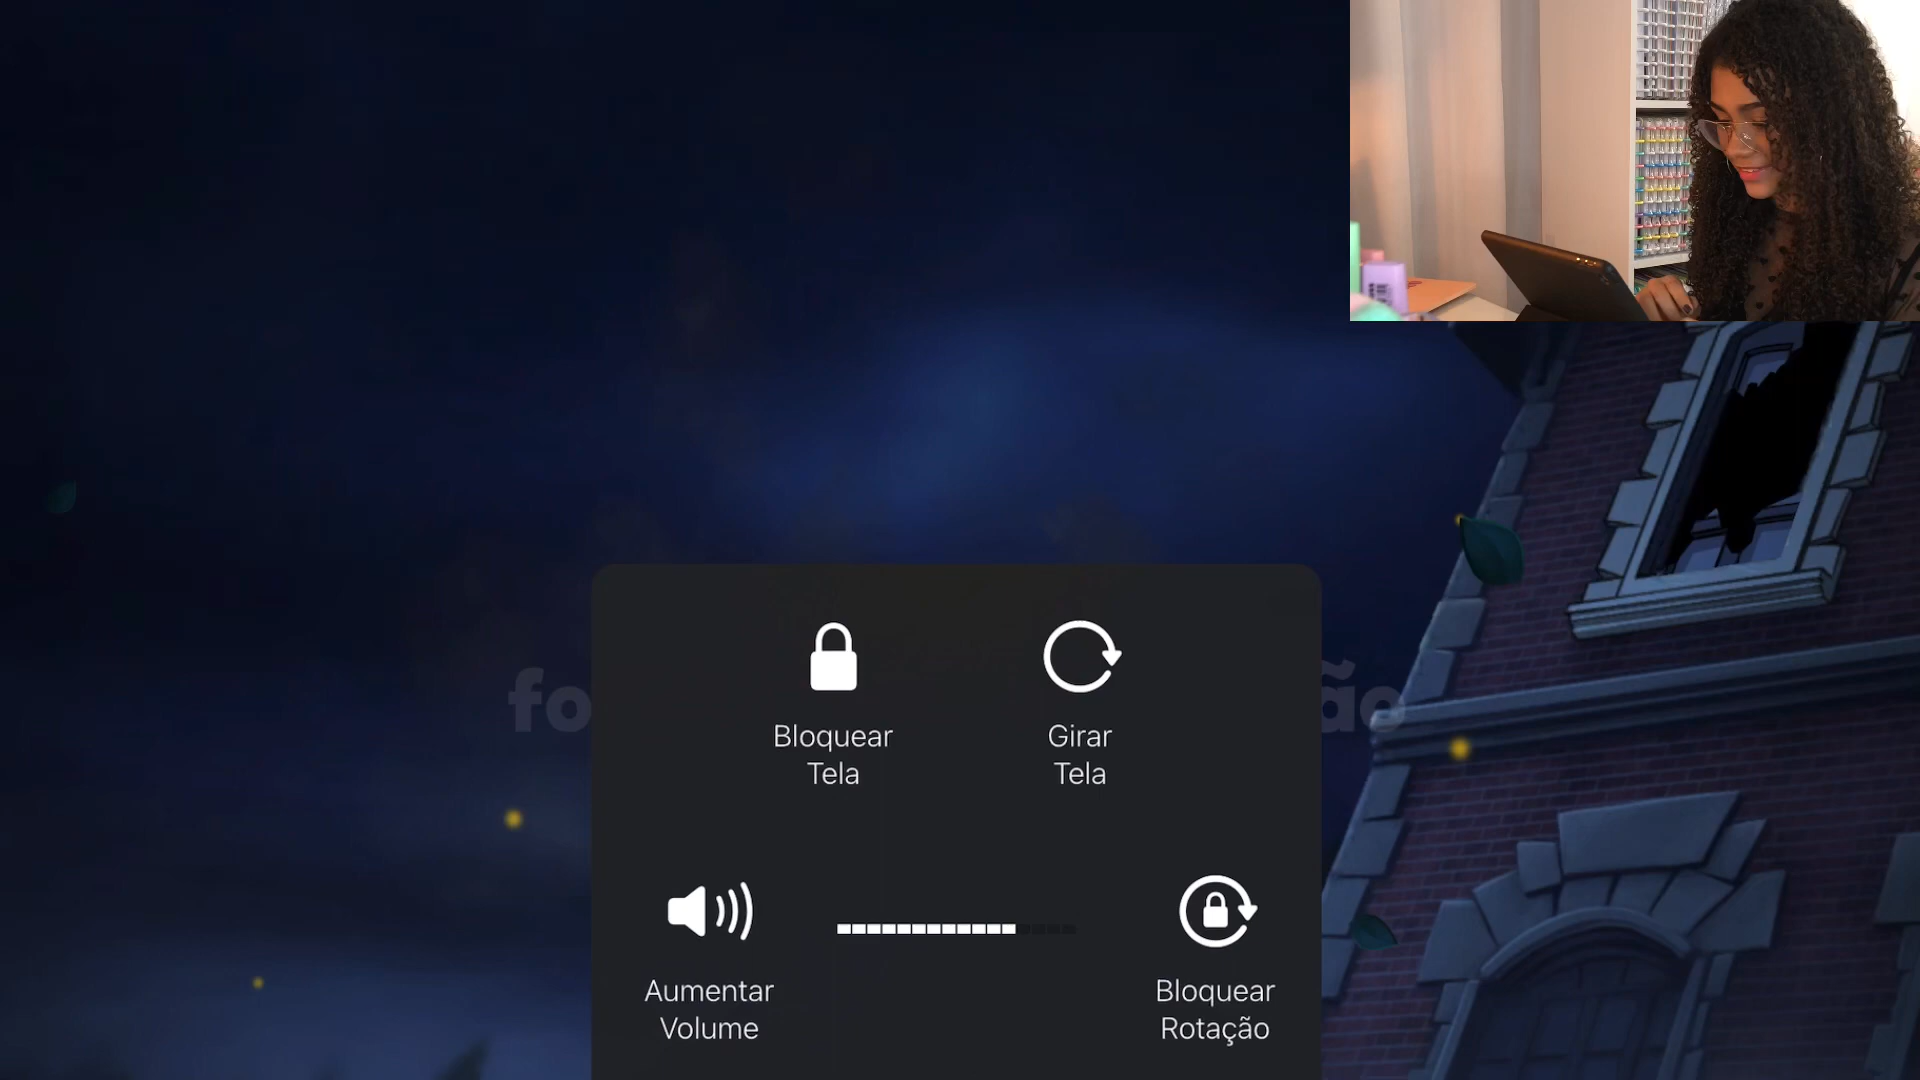 Bloquear
Tela
Girar
Tela
Aumentar
Volume
Bloquear
Rotação